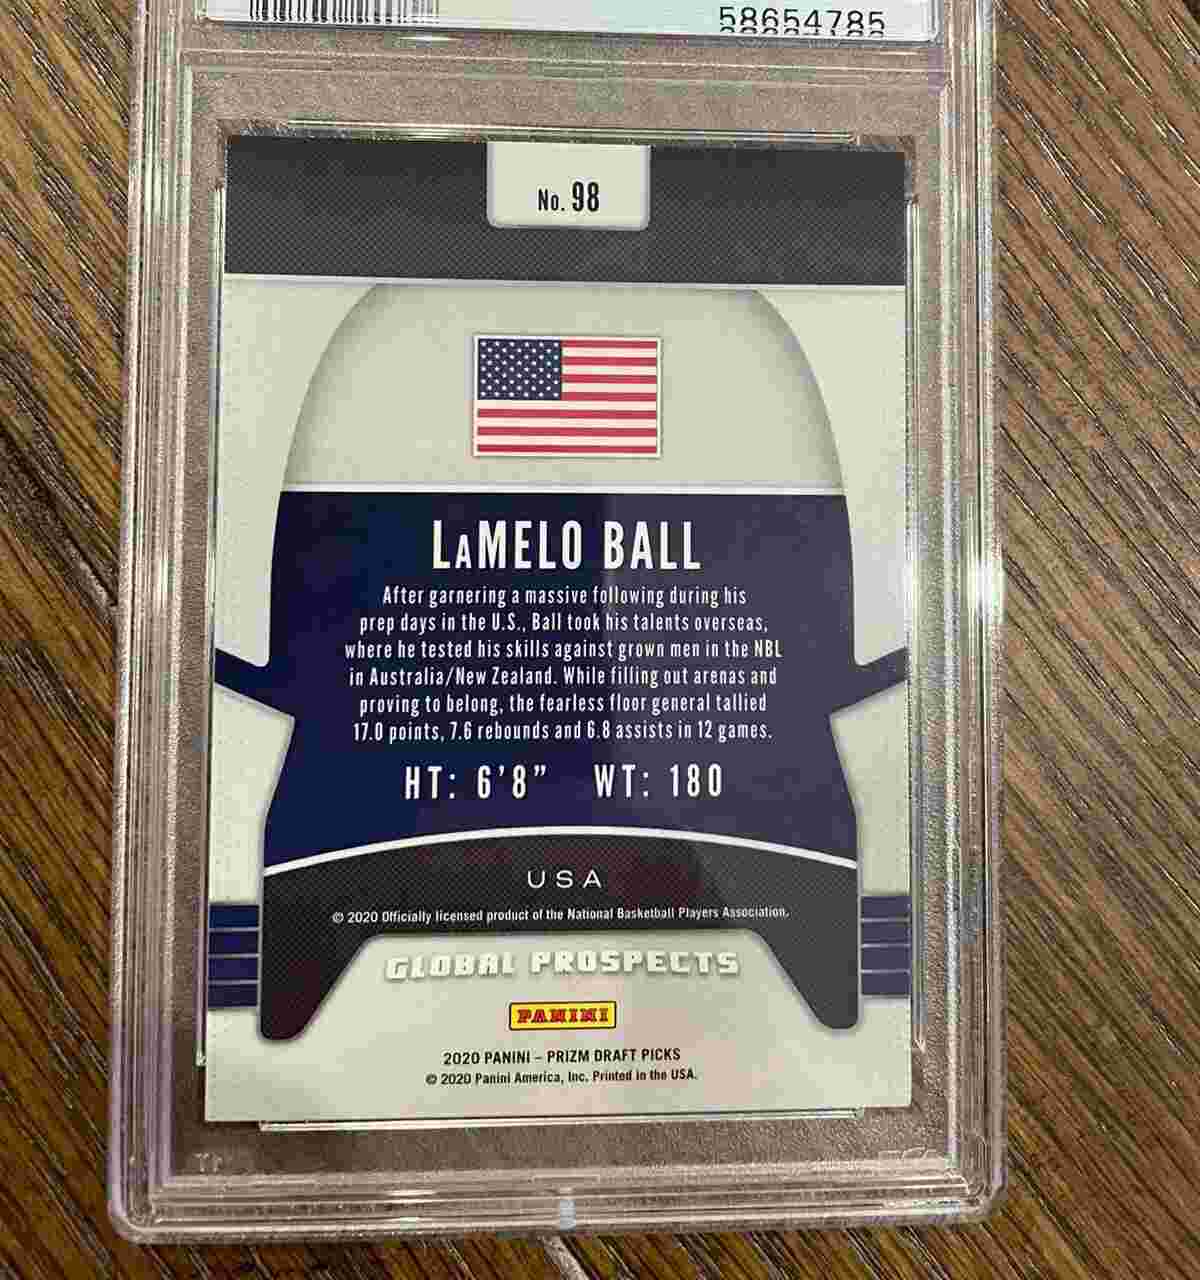 58654785
No. 98
LaMELO BALL
After garnering a massive following during his
prep days in the U.S., Ball took his talents overseas,
where he tested his skills against grown men in the NBL
in Australia/New Zealand. While filling out arenas and
proving to belong, the fearless floor general tallied
17.0 points, 7.6 rebounds and 6.8 assists in 12 games.
HT: 6'8" WT: 180
USA
© 2020 Officially licensed product of the National Basketball Players Association.
GLOBAL PROSPECTS
PANINI
2020 PANINI – PRIZM DRAFT PICKS
© 2020 Panini America, Inc. Printed in the USA.